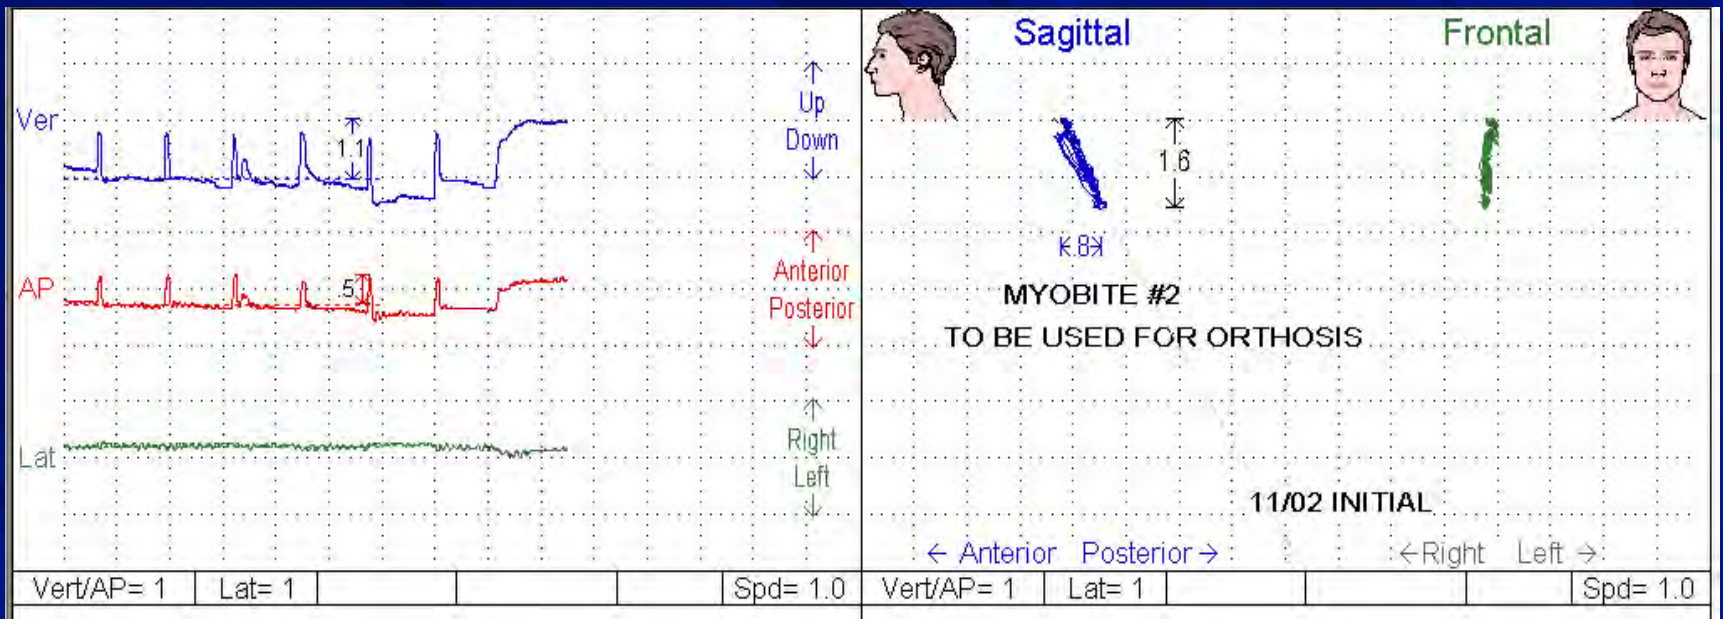 Ver
1.1
Up
Down
AP
.5
Anterior
Posterior
Lat
Right
Left
Vert/AP= 1 Lat= 1 Spd= 1.0
Sagittal
Frontal
1.6
.8
MYOBITE #2
TO BE USED FOR ORTHOSIS
11/02 INITIAL
← Anterior Posterior →
←Right Left →
Vert/AP= 1 Lat= 1 Spd= 1.0